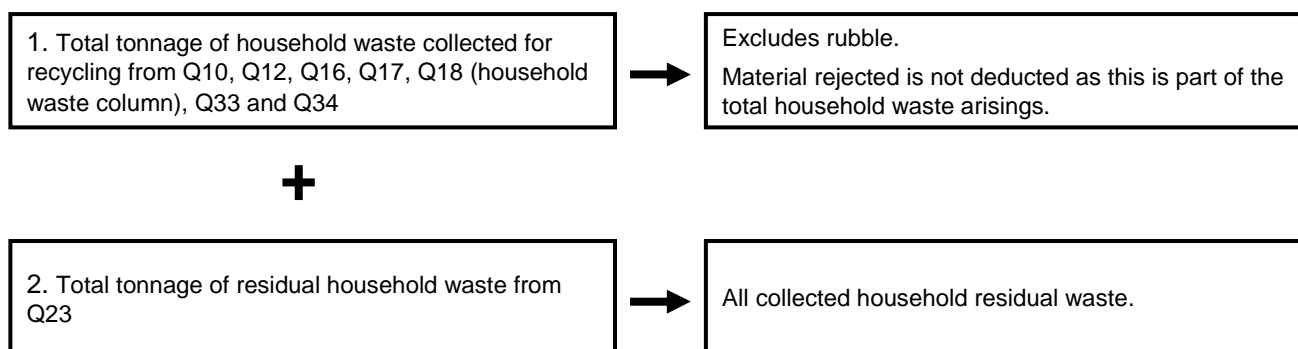 1. Total tonnage of household waste collected for
recycling from Q10, Q12, Q16, Q17, Q18 (household
waste column), Q33 and Q34
Excludes rubble.
Material rejected is not deducted as this is part of the
total household waste arisings.
+
2. Total tonnage of residual household waste from
Q23
All collected household residual waste.